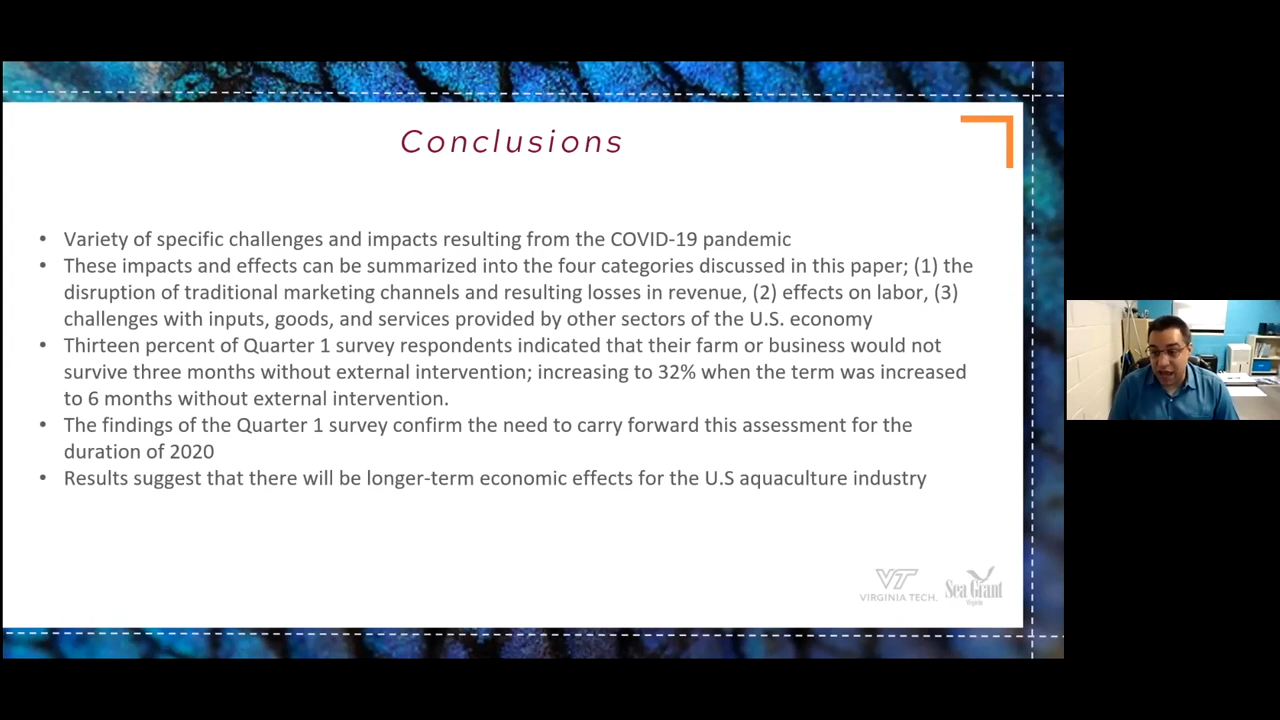 Conclusions
• Variety of specific challenges and impacts resulting from the COVID-19 pandemic
• These impacts and effects can be summarized into the four categories discussed in this paper; (1) the
disruption of traditional marketing channels and resulting losses in revenue, (2) effects on labor, (3)
challenges with inputs, goods, and services provided by other sectors of the U.S. economy
• Thirteen percent of Quarter 1 survey respondents indicated that their farm or business would not
survive three months without external intervention; increasing to 32% when the term was increased
to 6 months without external intervention.
• The findings of the Quarter 1 survey confirm the need to carry forward this assessment for the
duration of 2020
• Results suggest that there will be longer-term economic effects for the U.S aquaculture industry
VT
VIRGINIA TECH.
Sea Grant
Virginia